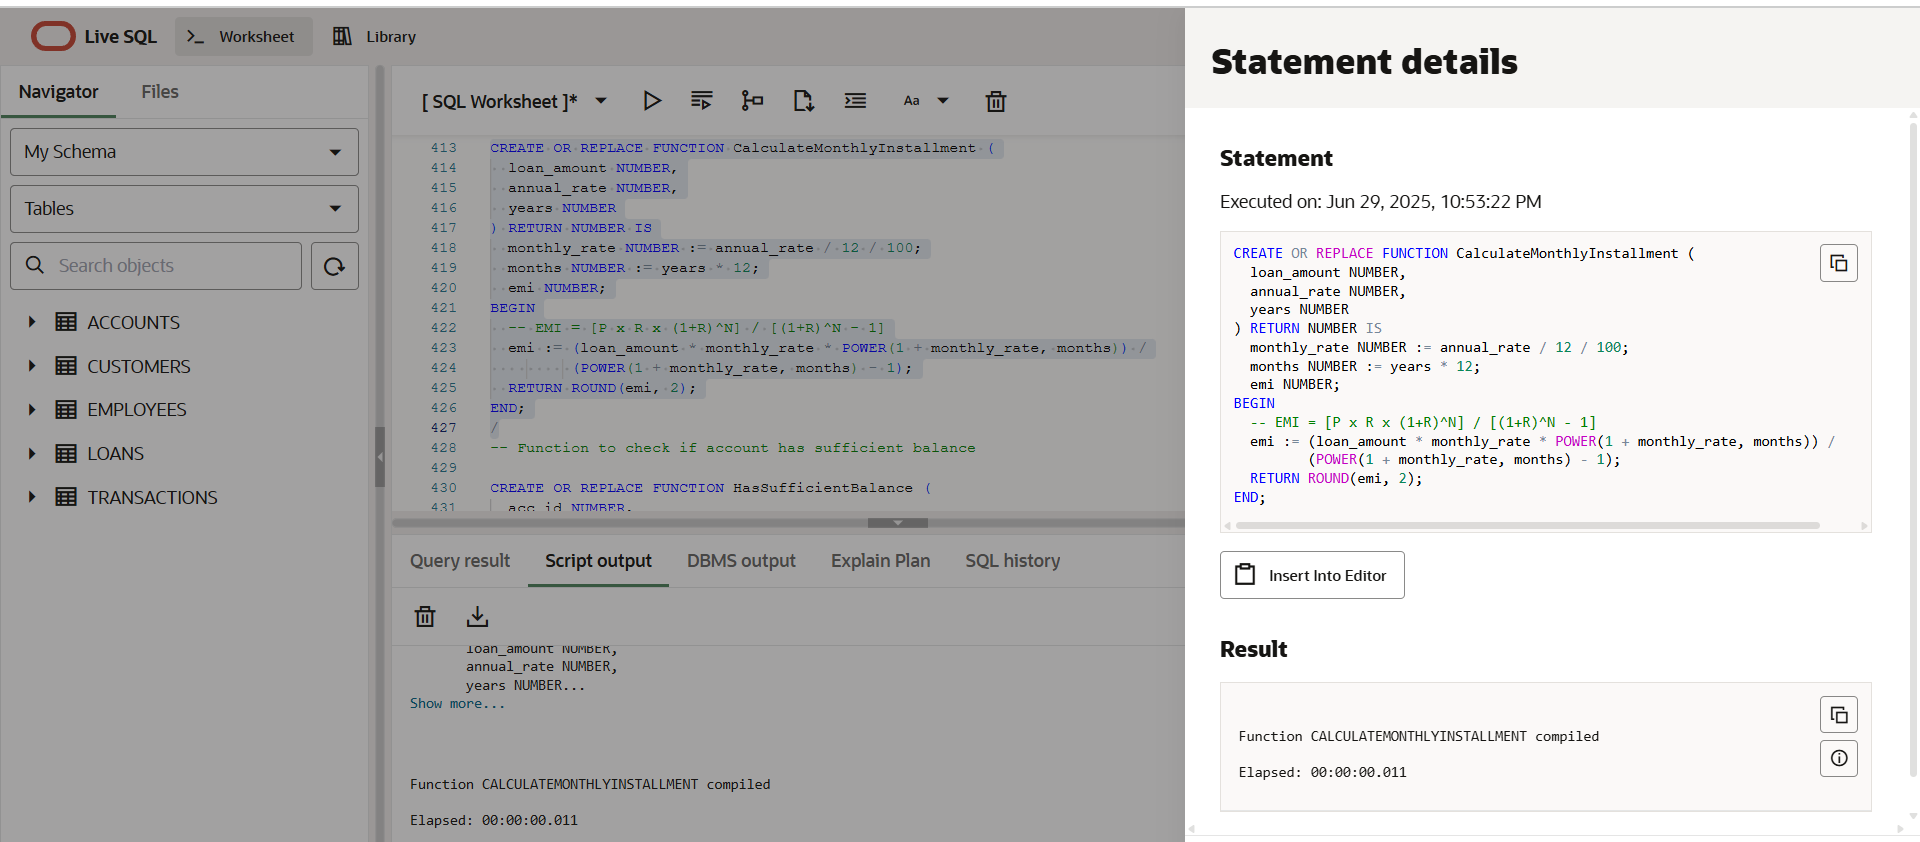 Live SQL
Worksheet
Library
Navigator
Files
My Schema
Tables
Search objects
ACCOUNTS
CUSTOMERS
EMPLOYEES
LOANS
TRANSACTIONS
[ SQL Worksheet ]*
Aa
413 CREATE OR REPLACE FUNCTION CalculateMonthlyInstallment (
414 loan_amount NUMBER,
415 annual_rate NUMBER,
416 years NUMBER
417 ) RETURN NUMBER IS
418 monthly_rate NUMBER := annual_rate / 12 / 100;
419 months NUMBER := years * 12;
420 emi NUMBER;
421 BEGIN
422 -- EMI = [P x R x (1+R)^N] / [(1+R)^N - 1]
423 emi := (loan_amount * monthly_rate * POWER(1 + monthly_rate, months)) /
424 (POWER(1 + monthly_rate, months) - 1);
425 RETURN ROUND(emi, 2);
426 END;
427 /
428 -- Function to check if account has sufficient balance
429
430 CREATE OR REPLACE FUNCTION HasSufficientBalance (
431 acc_id NUMBER,
Query result
Script output
DBMS output
Explain Plan
SQL history
loan_amount NUMBER,
annual_rate NUMBER,
years NUMBER...
Show more...
Function CALCULATEMONTHLYINSTALLMENT compiled
Elapsed: 00:00:00.011
Statement details
Statement
Executed on: Jun 29, 2025, 10:53:22 PM
CREATE OR REPLACE FUNCTION CalculateMonthlyInstallment (
loan_amount NUMBER,
annual_rate NUMBER,
years NUMBER
) RETURN NUMBER IS
monthly_rate NUMBER := annual_rate / 12 / 100;
months NUMBER := years * 12;
emi NUMBER;
BEGIN
-- EMI = [P x R x (1+R)^N] / [(1+R)^N - 1]
emi := (loan_amount * monthly_rate * POWER(1 + monthly_rate, months)) /
(POWER(1 + monthly_rate, months) - 1);
RETURN ROUND(emi, 2);
END;
Insert Into Editor
Result
Function CALCULATEMONTHLYINSTALLMENT compiled
Elapsed: 00:00:00.011